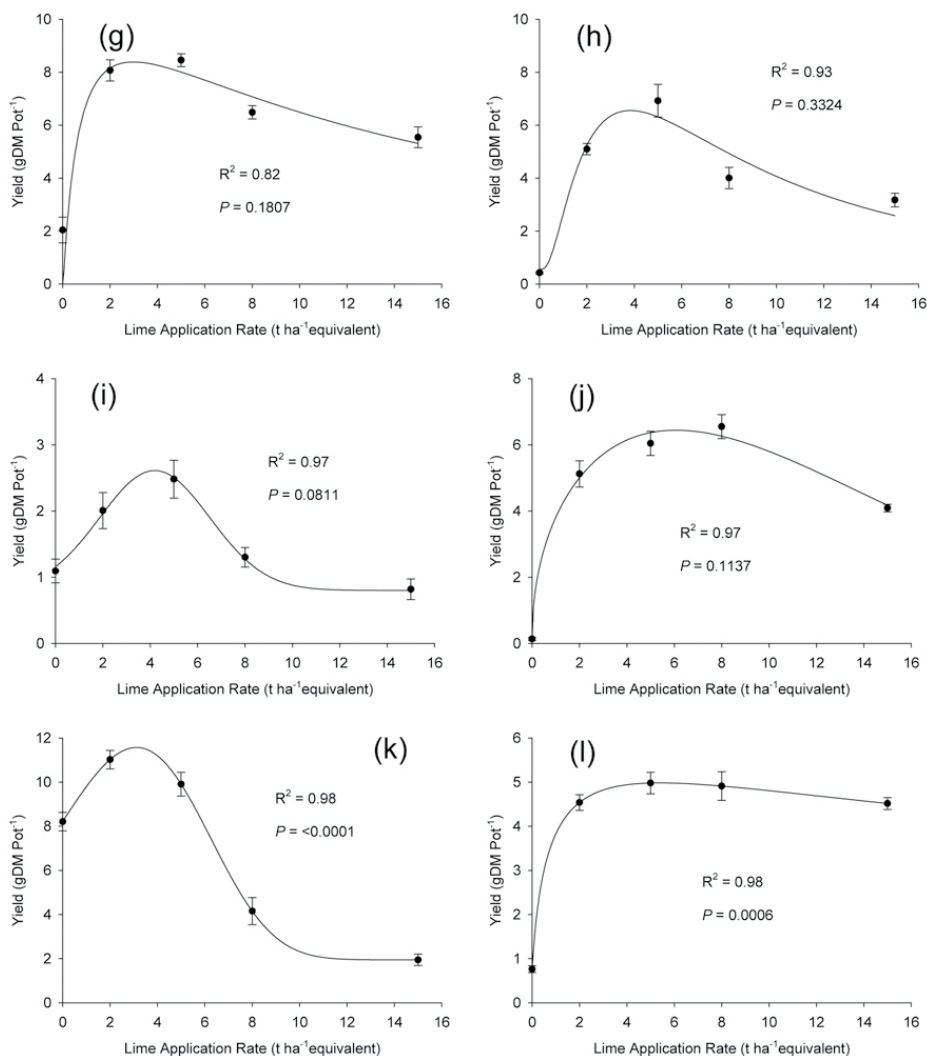 (g)
Yield (gDM Pot⁻¹)
10
8
6
4
2
0
R² = 0.82
P = 0.1807
0 2 4 6 8 10 12 14 16
Lime Application Rate (t ha⁻¹equivalent)
(h)
Yield (gDM Pot⁻¹)
10
8
6
4
2
0
R² = 0.93
P = 0.3324
0 2 4 6 8 10 12 14 16
Lime Application Rate (t ha⁻¹equivalent)
(i)
Yield (gDM Pot⁻¹)
4
3
2
1
0
R² = 0.97
P = 0.0811
0 2 4 6 8 10 12 14 16
Lime Application Rate (t ha⁻¹equivalent)
(j)
Yield (gDM Pot⁻¹)
8
6
4
2
0
R² = 0.97
P = 0.1137
0 2 4 6 8 10 12 14 16
Lime Application Rate (t ha⁻¹equivalent)
(k)
Yield (gDM Pot⁻¹)
12
10
8
6
4
2
0
R² = 0.98
P = <0.0001
0 2 4 6 8 10 12 14 16
Lime Application Rate (t ha⁻¹equivalent)
(l)
Yield (gDM Pot⁻¹)
6
5
4
3
2
1
0
R² = 0.98
P = 0.0006
0 2 4 6 8 10 12 14 16
Lime Application Rate (t ha⁻¹equivalent)